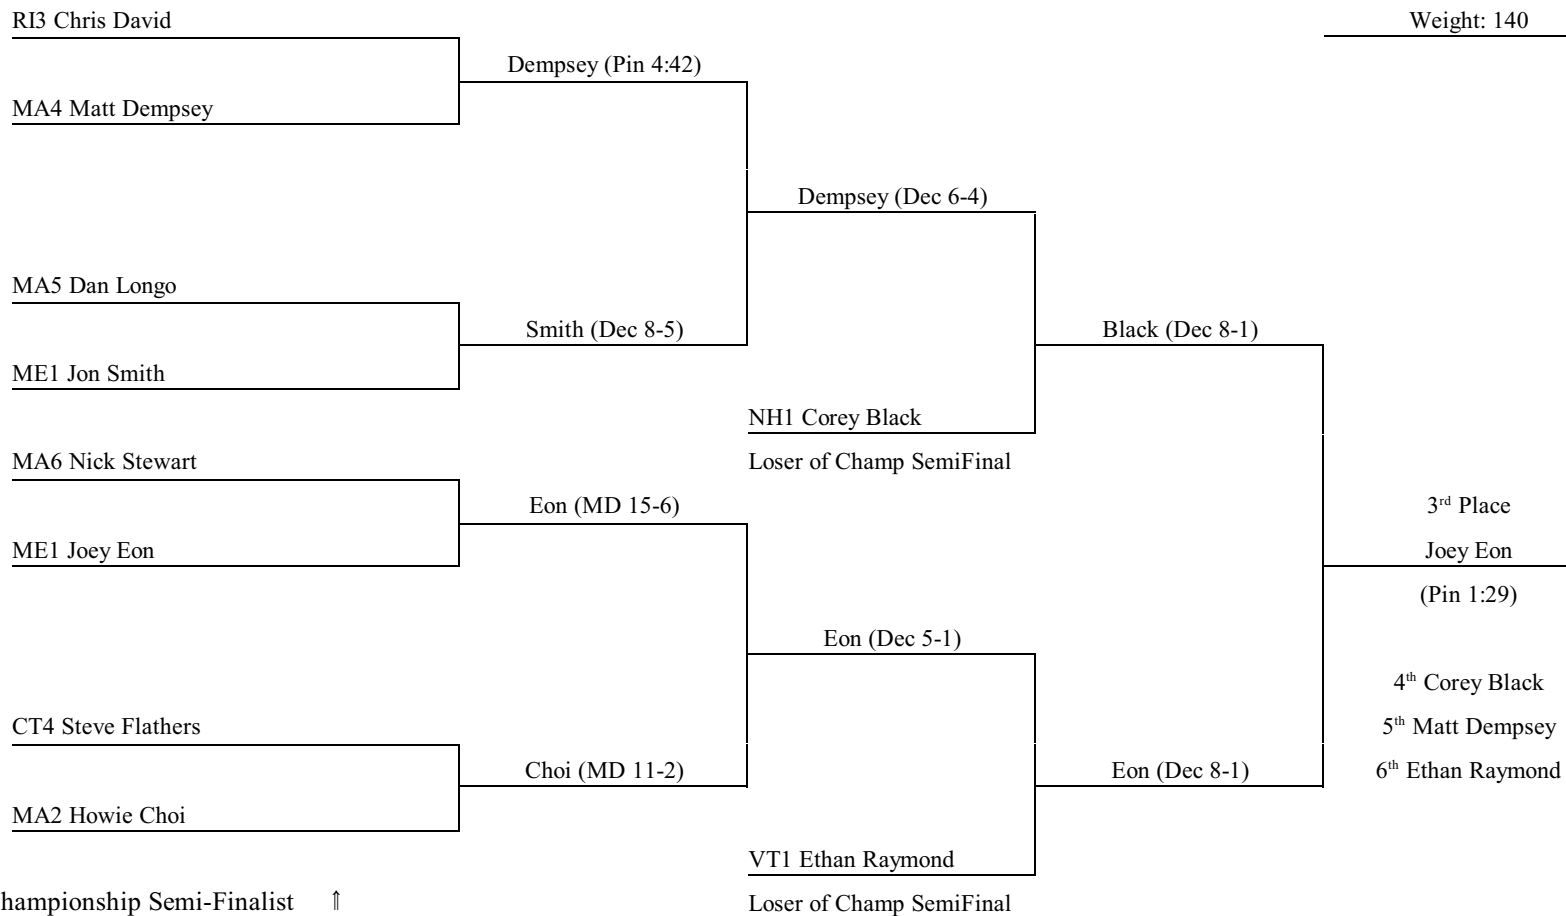 RI3 Chris David
Weight: 140
Dempsey (Pin 4:42)
MA4 Matt Dempsey
Dempsey (Dec 6-4)
MA5 Dan Longo
Smith (Dec 8-5)
Black (Dec 8-1)
ME1 Jon Smith
NH1 Corey Black
MA6 Nick Stewart
Loser of Champ SemiFinal
Eon (MD 15-6)
3rd Place
ME1 Joey Eon
Joey Eon
(Pin 1:29)
Eon (Dec 5-1)
4th Corey Black
CT4 Steve Flathers
5th Matt Dempsey
Choi (MD 11-2)
Eon (Dec 8-1)
6th Ethan Raymond
MA2 Howie Choi
VT1 Ethan Raymond
hampionship Semi-Finalist ⇑
Loser of Champ SemiFinal